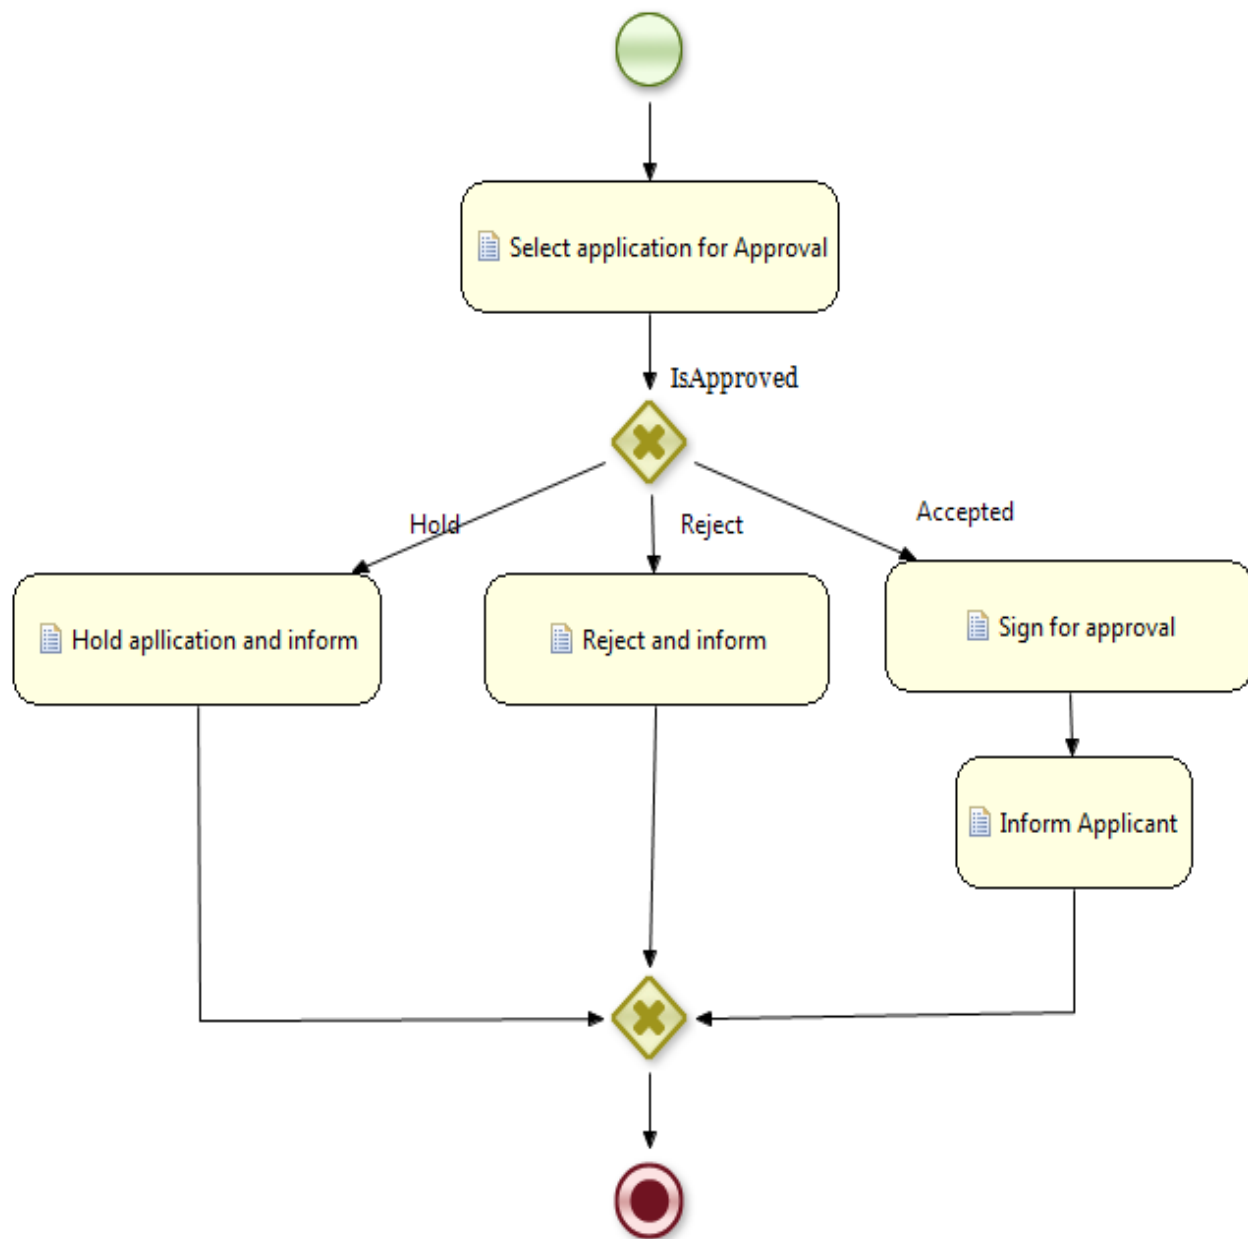 Select application for Approval
IsApproved
Hold
Reject
Accepted
Hold apllication and inform
Reject and inform
Sign for approval
Inform Applicant